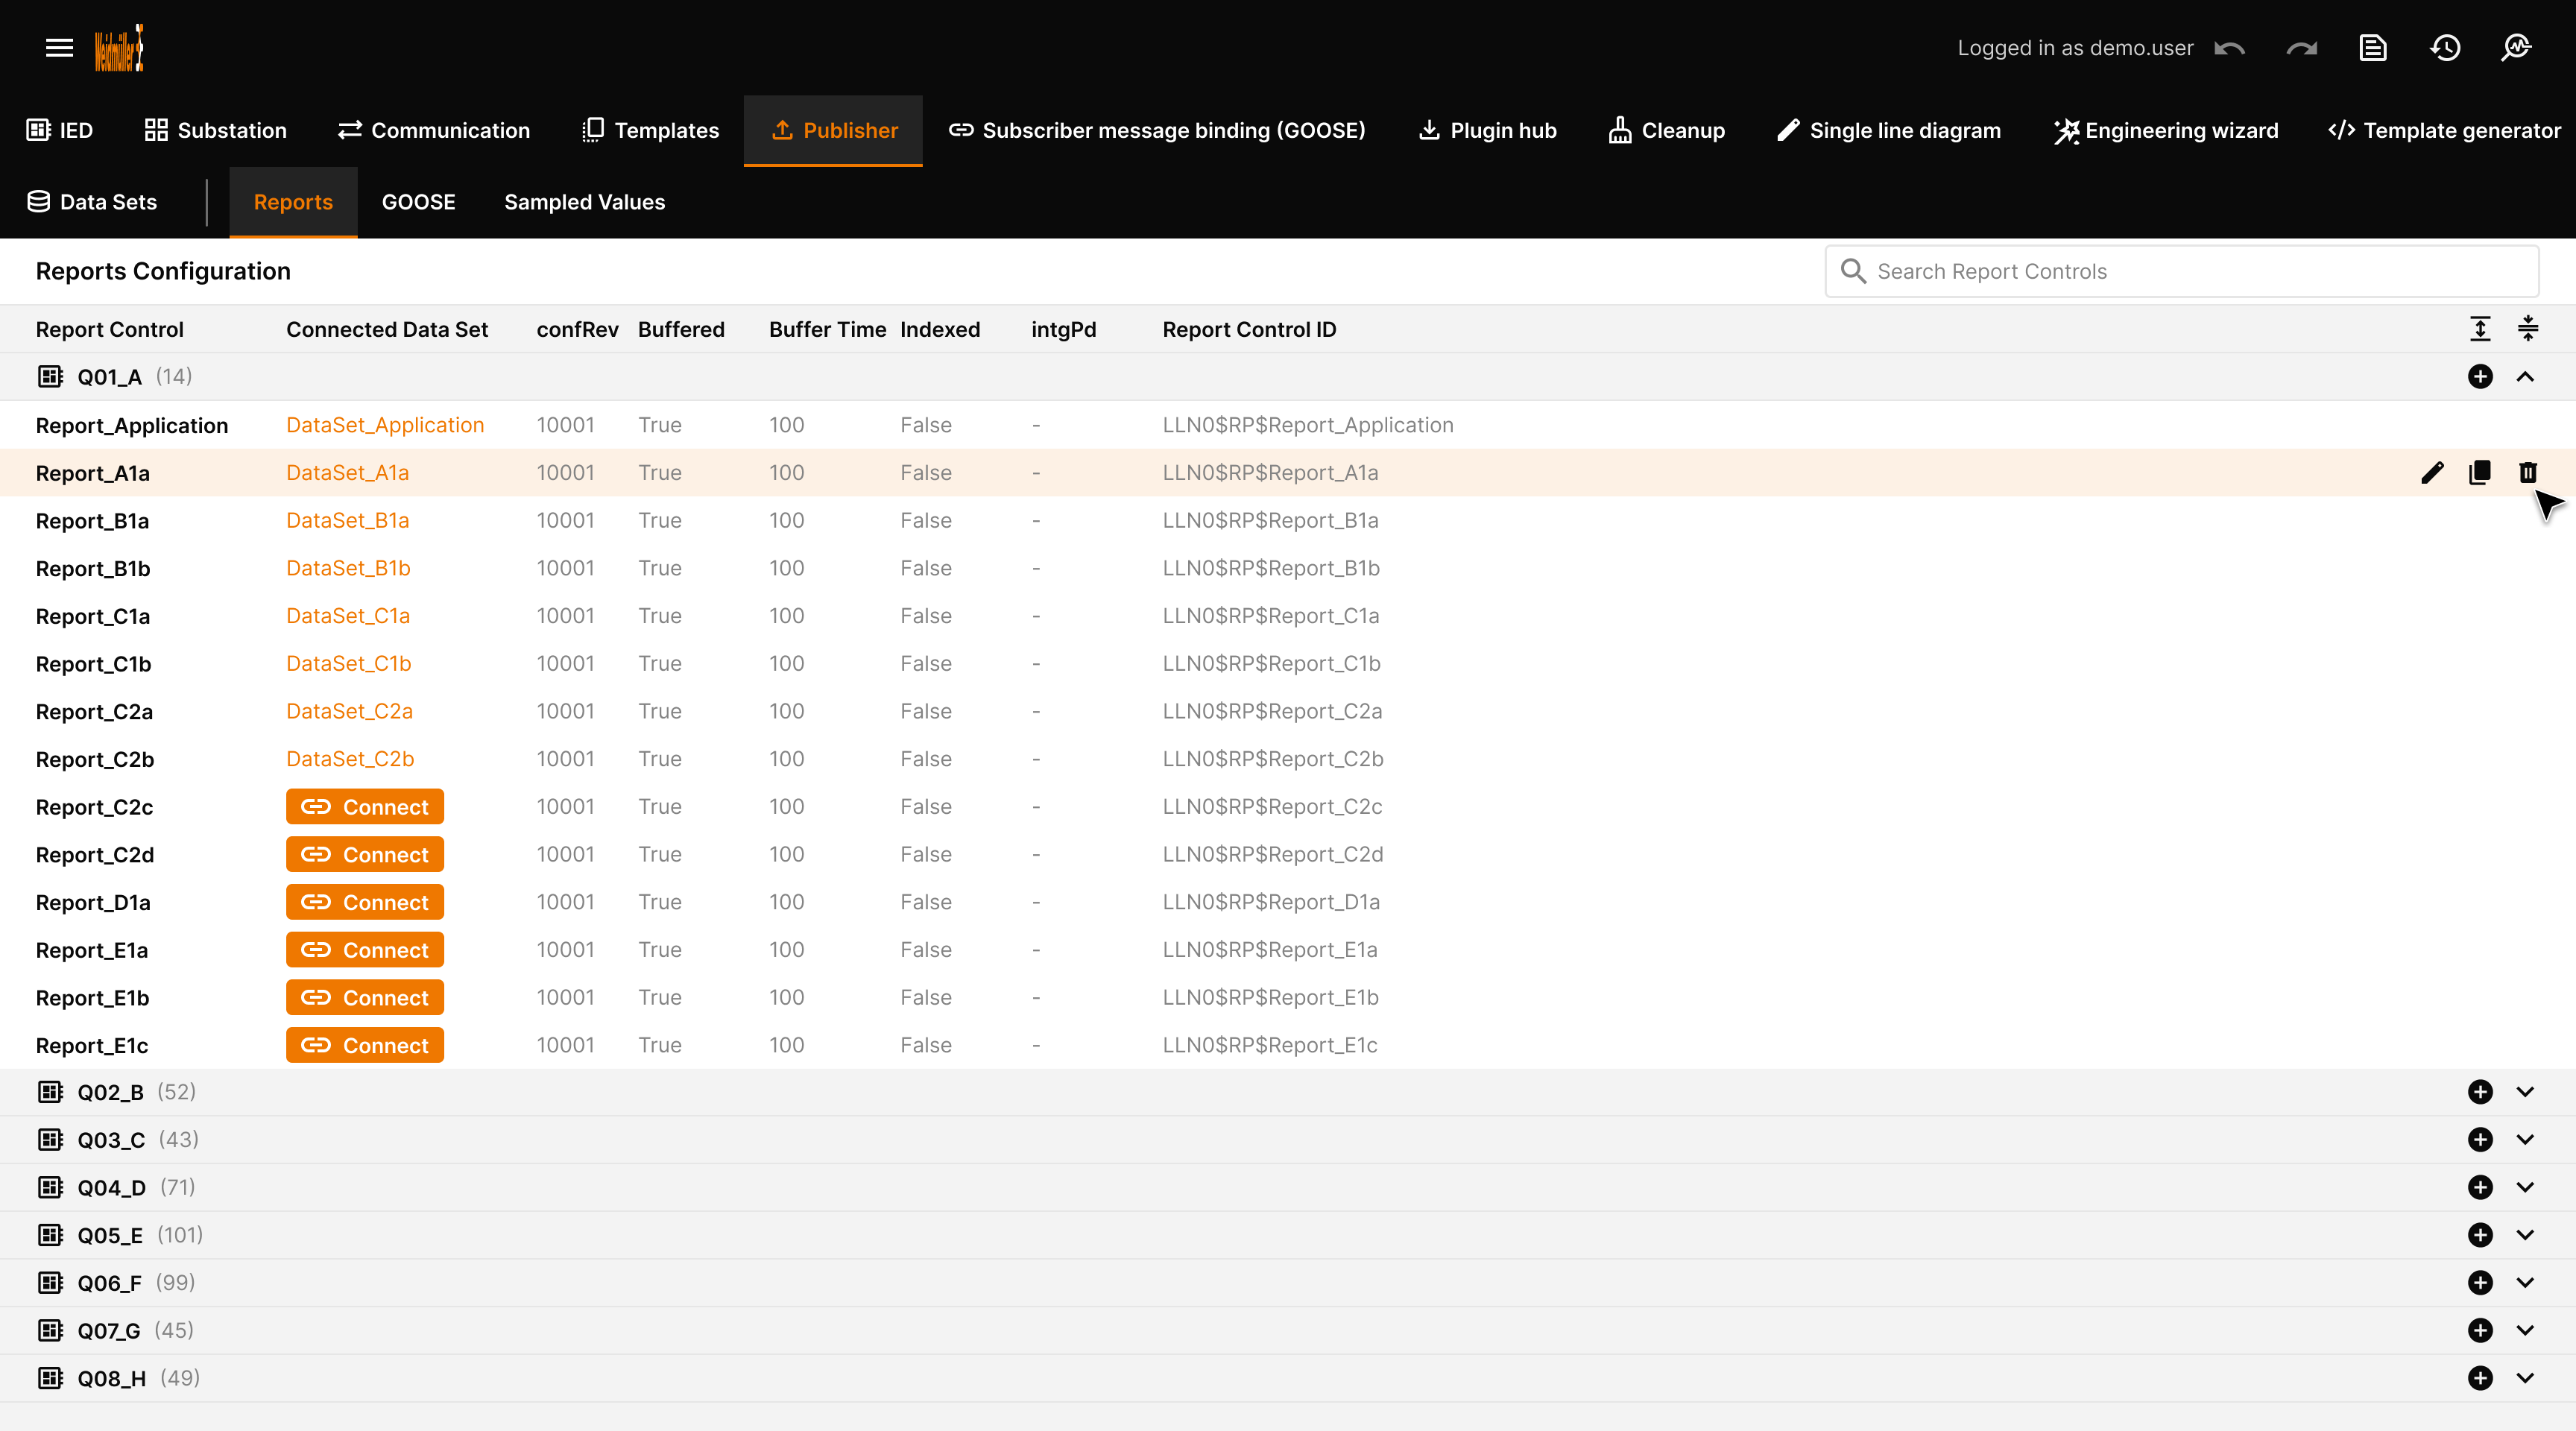 Weidmüller
Logged in as demo.user
IED Substation Communication Templates Publisher Subscriber message binding (GOOSE) Plugin hub Cleanup Single line diagram Engineering wizard Template generator
Data Sets Reports GOOSE Sampled Values
Reports Configuration Search Report Controls
Report Control Connected Data Set confRev Buffered Buffer Time Indexed intgPd Report Control ID
Q01_A (14)
Report_Application DataSet_Application 10001 True 100 False - LLN0$RP$Report_Application
Report_A1a DataSet_A1a 10001 True 100 False - LLN0$RP$Report_A1a
Report_B1a DataSet_B1a 10001 True 100 False - LLN0$RP$Report_B1a
Report_B1b DataSet_B1b 10001 True 100 False - LLN0$RP$Report_B1b
Report_C1a DataSet_C1a 10001 True 100 False - LLN0$RP$Report_C1a
Report_C1b DataSet_C1b 10001 True 100 False - LLN0$RP$Report_C1b
Report_C2a DataSet_C2a 10001 True 100 False - LLN0$RP$Report_C2a
Report_C2b DataSet_C2b 10001 True 100 False - LLN0$RP$Report_C2b
Report_C2c Connect 10001 True 100 False - LLN0$RP$Report_C2c
Report_C2d Connect 10001 True 100 False - LLN0$RP$Report_C2d
Report_D1a Connect 10001 True 100 False - LLN0$RP$Report_D1a
Report_E1a Connect 10001 True 100 False - LLN0$RP$Report_E1a
Report_E1b Connect 10001 True 100 False - LLN0$RP$Report_E1b
Report_E1c Connect 10001 True 100 False - LLN0$RP$Report_E1c
Q02_B (52)
Q03_C (43)
Q04_D (71)
Q05_E (101)
Q06_F (99)
Q07_G (45)
Q08_H (49)